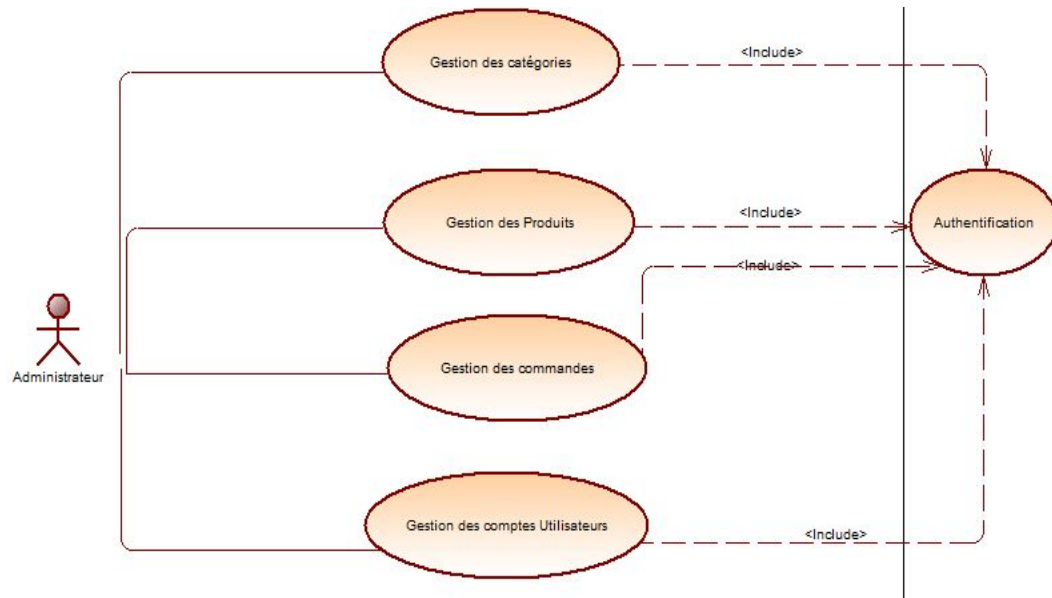 Gestion des catégories
<Include>
Gestion des Produits
<Include>
Authentification
<Include>
Gestion des commandes
Administrateur
Gestion des comptes Utilisateurs
<Include>